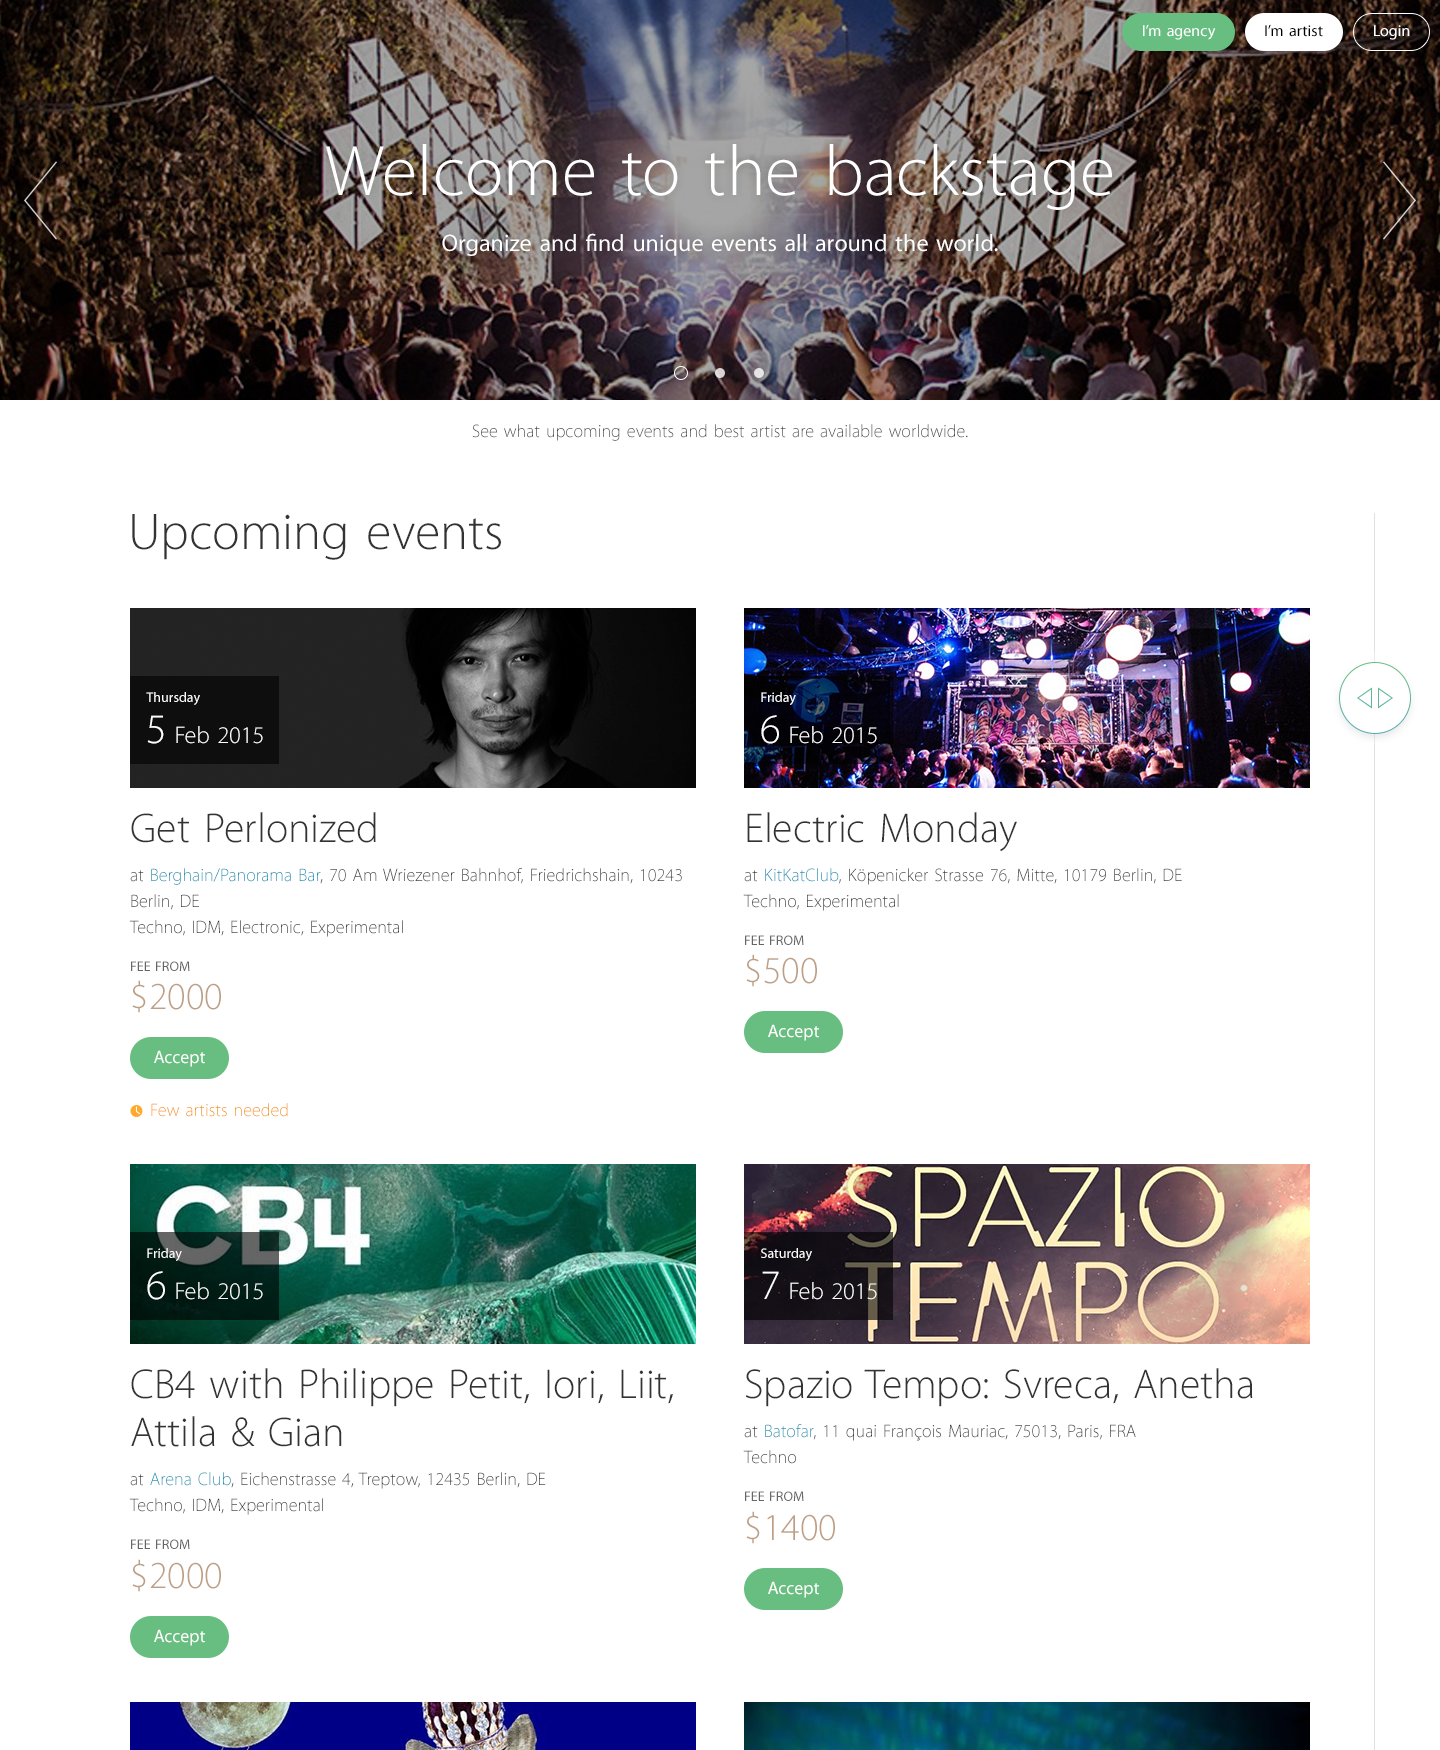 I'm agency
I'm artist
Login
Welcome to the backstage
Organize and find unique events all around the world.
See what upcoming events and best artist are available worldwide.
Upcoming events
Thursday
5 Feb 2015
Get Perlonized
at Berghain/Panorama Bar, 70 Am Wriezener Bahnhof, Friedrichshain, 10243
Berlin, DE
Techno, IDM, Electronic, Experimental
FEE FROM
$2000
Accept
Few artists needed
Friday
6 Feb 2015
Electric Monday
at KitKatClub, Köpenicker Strasse 76, Mitte, 10179 Berlin, DE
Techno, Experimental
FEE FROM
$500
Accept
CB4
Friday
6 Feb 2015
CB4 with Philippe Petit, Iori, Liit,
Attila & Gian
at Arena Club, Eichenstrasse 4, Treptow, 12435 Berlin, DE
Techno, IDM, Experimental
FEE FROM
$2000
Accept
SPAZIO
TEMPO
Saturday
7 Feb 2015
Spazio Tempo: Svreca, Anetha
at Batofar, 11 quai François Mauriac, 75013, Paris, FRA
Techno
FEE FROM
$1400
Accept